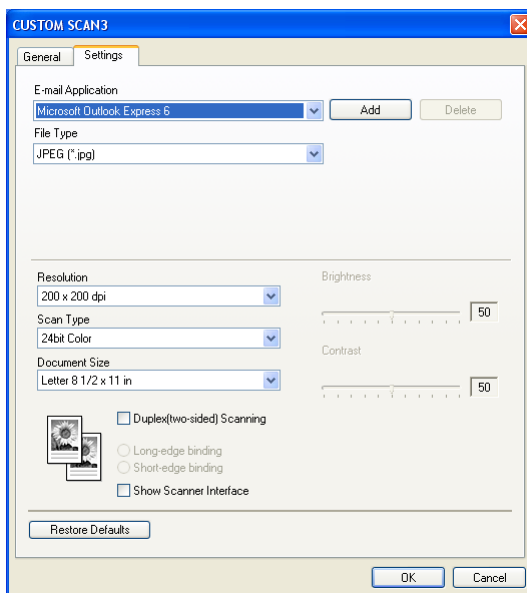 CUSTOM SCAN3
General Settings
E-mail Application
Microsoft Outlook Express 6 Add Delete
File Type
JPEG (*.jpg)
Resolution Brightness
200 x 200 dpi 50
Scan Type
24bit Color
Contrast
Document Size
Letter 8 1/2 x 11 in 50
Duplex(two-sided) Scanning
Long-edge binding
Short-edge binding
Show Scanner Interface
Restore Defaults
OK Cancel